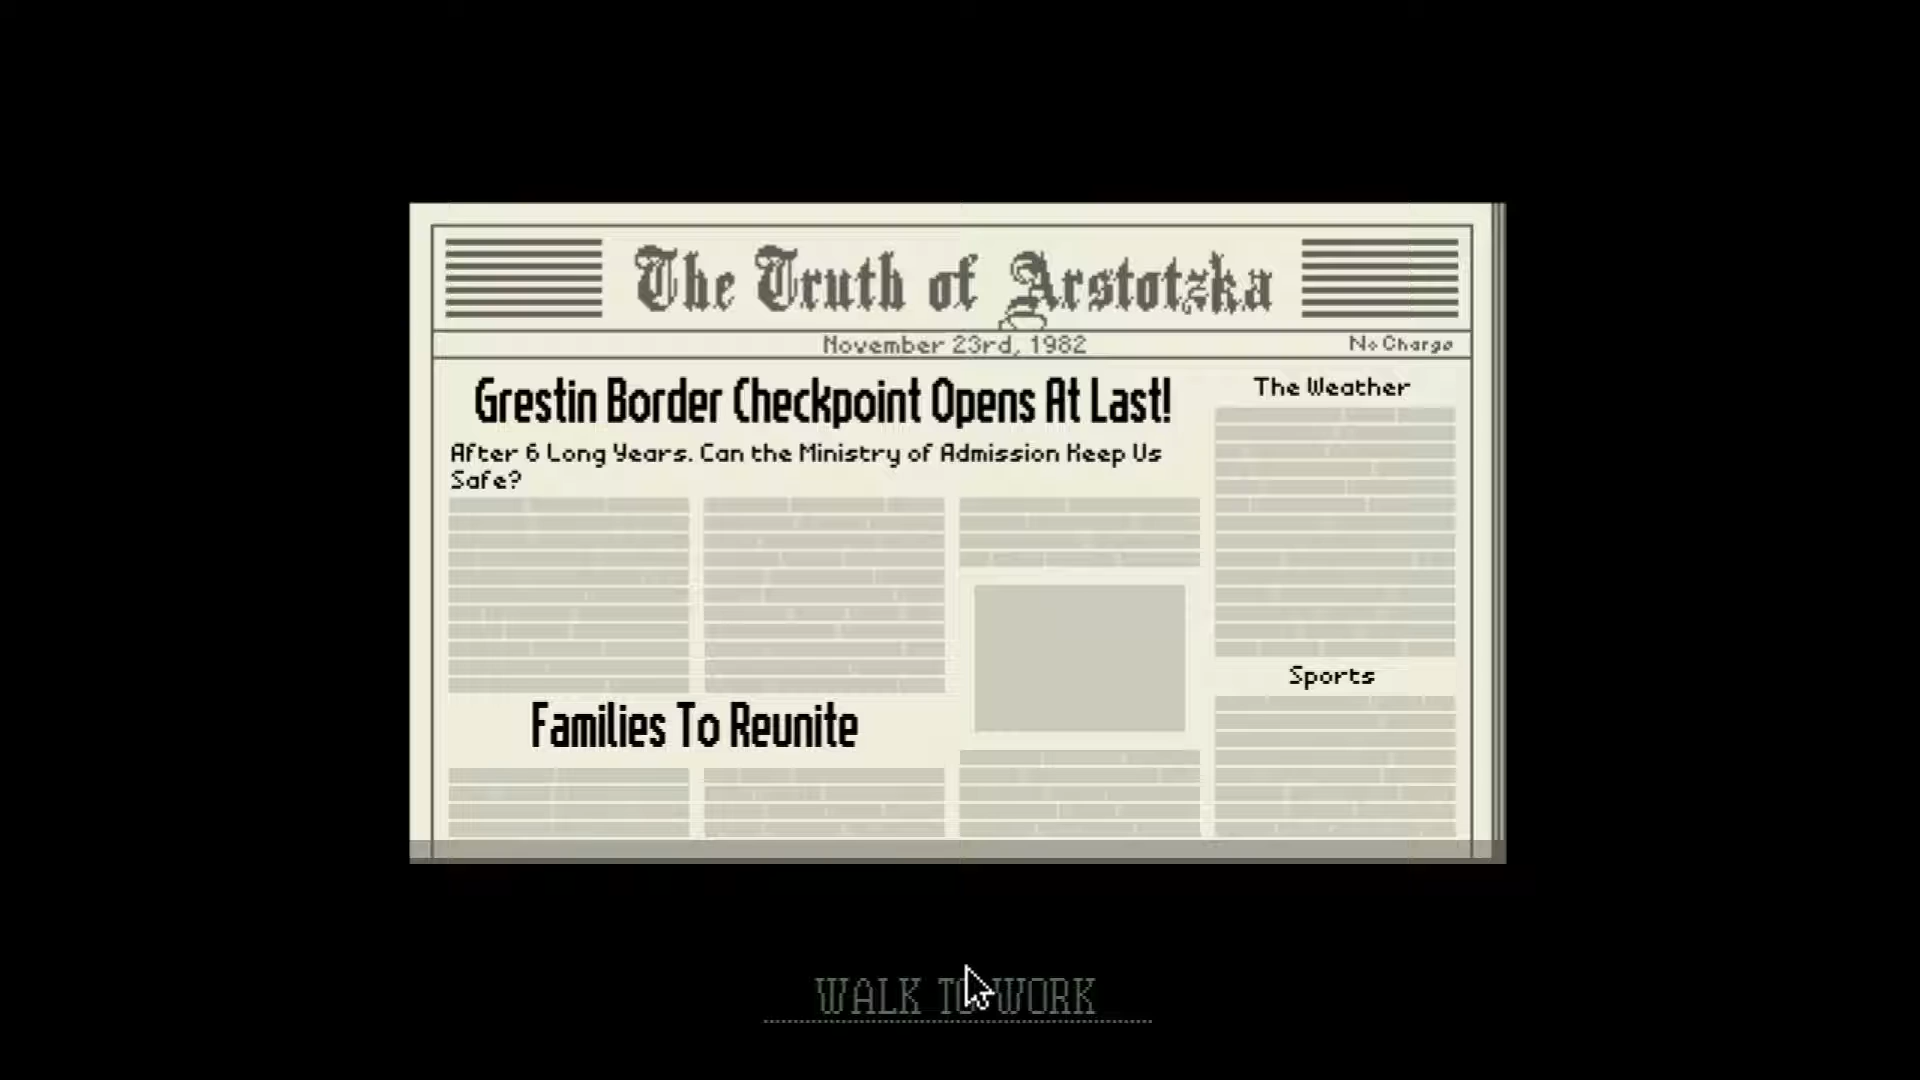 The Truth of Arstotzka
November 23rd, 1982
No Charge
Grestin Border Checkpoint Opens At Last!
After 6 Long Years. Can the Ministry of Admission Keep Us
Safe?
Families To Reunite
The Weather
Sports
WALK TO WORK